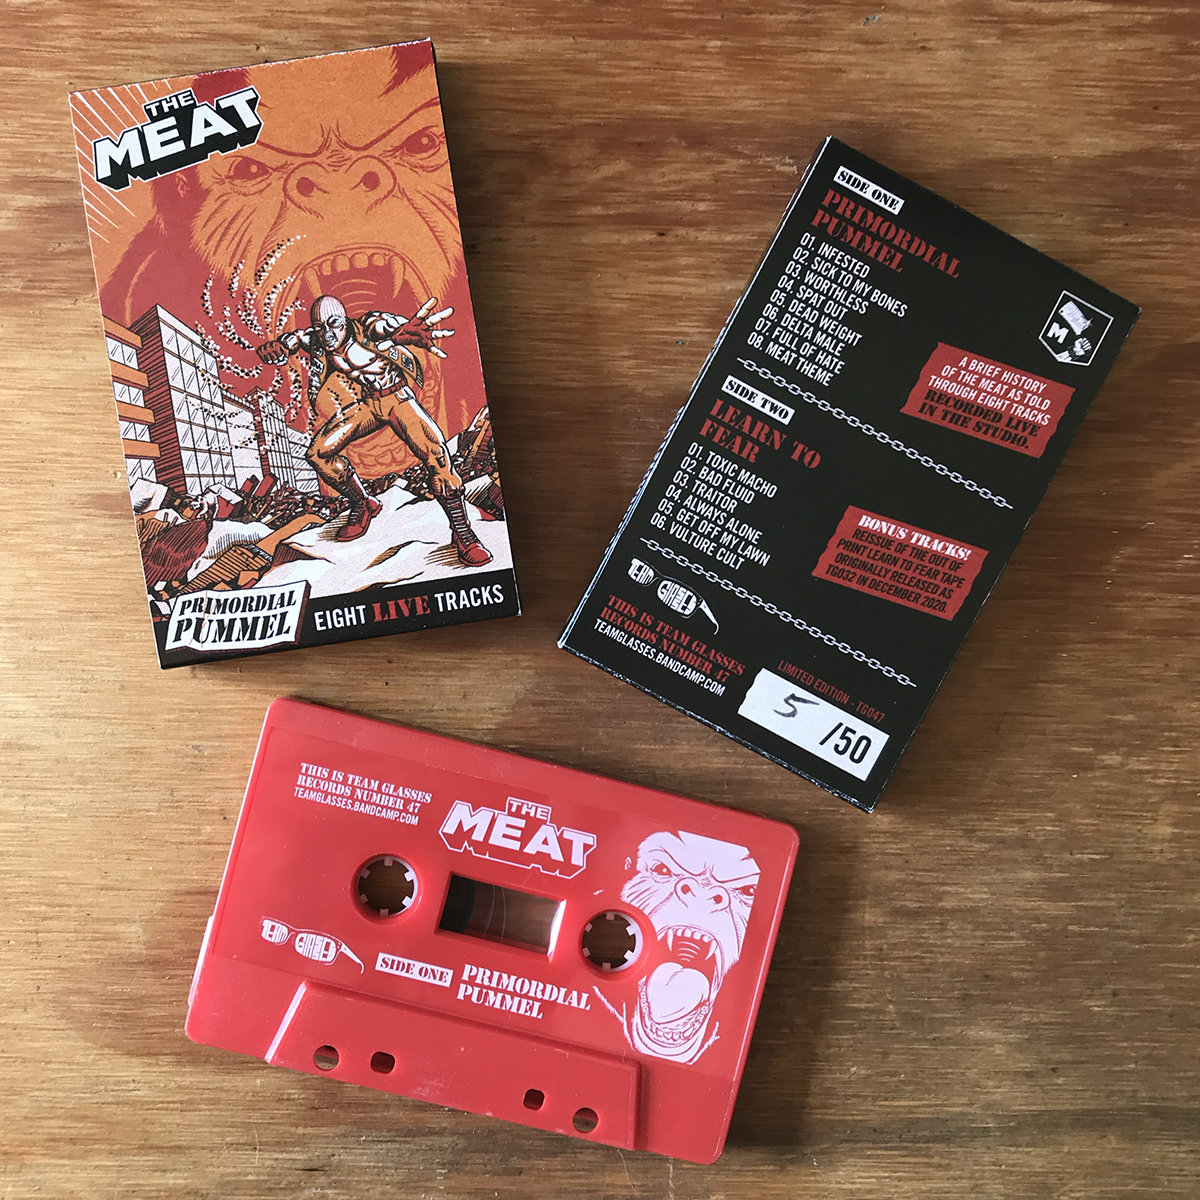 THE
MEAT
PRIMORDIAL
PUMMEL
EIGHT LIVE TRACKS
SIDE ONE
PRIMORDIAL
PUMMEL
01. INFESTED
02. SICK TO MY BONES
03. WORTHLESS
04. SPAT OUT
05. DEAD WEIGHT
06. DELTA MALE
07. FULL OF HATE
08. MEAT THEME
M
A BRIEF HISTORY
OF THE MEAT AS TOLD
THROUGH EIGHT TRACKS
RECORDED LIVE
IN THE STUDIO.
SIDE TWO
LEARN TO
FEAR
01. TOXIC MACHO
02. BAD FLUID
03. TRAITOR
04. ALWAYS ALONE
05. GET OFF MY LAWN
06. VULTURE CULT
BONUS TRACKS!
REISSUE OF THE OUT OF
PRINT LEARN TO FEAR TAPE
ORIGINALLY RELEASED AS
TG032 IN DECEMBER 2020.
TEAM GLASSES
THIS IS TEAM GLASSES
RECORDS NUMBER 47
TEAMGLASSES.BANDCAMP.COM
LIMITED EDITION - TG047
5 /50
THIS IS TEAM GLASSES
RECORDS NUMBER 47
TEAMGLASSES.BANDCAMP.COM
THE
MEAT
TEAM GLASSES
SIDE ONE
PRIMORDIAL
PUMMEL